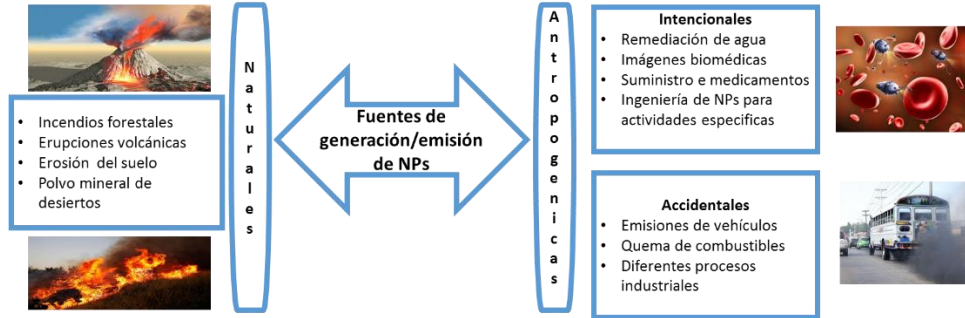 • Incendios forestales
• Erupciones volcánicas
• Erosión del suelo
• Polvo mineral de
desiertos
Naturales
Fuentes de
generación/emisión
de NPs
Antropogenicas
Intencionales
• Remediación de agua
• Imágenes biomédicas
• Suministro e medicamentos
• Ingeniería de NPs para
actividades especificas
Accidentales
• Emisiones de vehículos
• Quema de combustibles
• Diferentes procesos
industriales